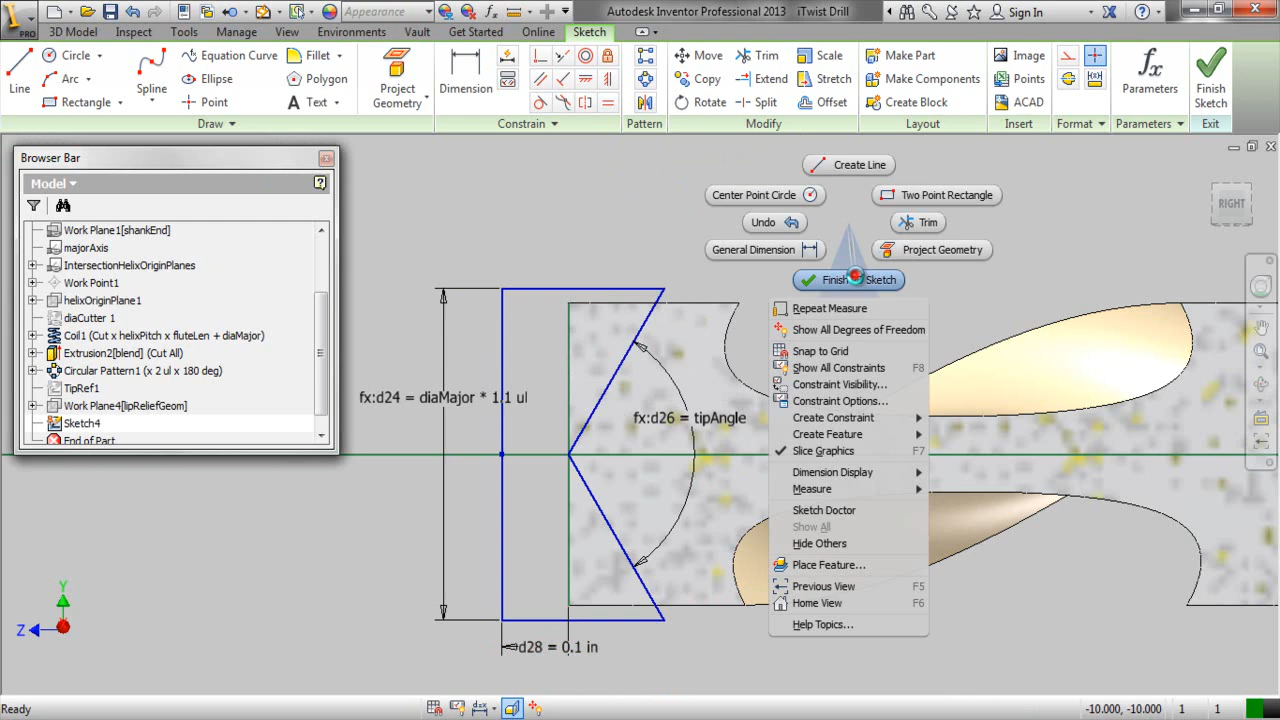 PRO
Appearance
Autodesk Inventor Professional 2013 iTwist Drill
Sign In
3D Model Inspect Tools Manage View Environments Vault Get Started Online Sketch
Line
Circle
Arc
Rectangle
Spline
Equation Curve
Ellipse
Point
Fillet
Polygon
Text
Project
Geometry
Dimension
Move
Copy
Rotate
Trim
Extend
Split
Scale
Stretch
Offset
Make Part
Make Components
Create Block
Image
Points
ACAD
Parameters
Finish
Sketch
Draw Constrain Pattern Modify Layout Insert Format Parameters Exit
Browser Bar
Model
Work Plane1[shankEnd]
majorAxis
IntersectionHelixOriginPlanes
Work Point1
helixOriginPlane1
diaCutter 1
Coil1 (Cut x helixPitch x fluteLen + diaMajor)
Extrusion2[blend] (Cut All)
Circular Pattern1 (x 2 ul x 180 deg)
TipRef1
Work Plane4[lipReliefGeom]
Sketch4
End of Part
Create Line
Center Point Circle
Two Point Rectangle
Undo
Trim
General Dimension
Project Geometry
Finish Sketch
Repeat Measure
Show All Degrees of Freedom
Snap to Grid
Show All Constraints F8
Constraint Visibility...
Constraint Options...
Create Constraint
Create Feature
Slice Graphics F7
Dimension Display
Measure
Sketch Doctor
Show All
Hide Others
Place Feature...
Previous View F5
Home View F6
Help Topics...
fx:d24 = diaMajor * 1.1 ul
fx:d26 = tipAngle
d28 = 0.1 in
RIGHT
Y
Z
Ready
-10.000, -10.000 1 1